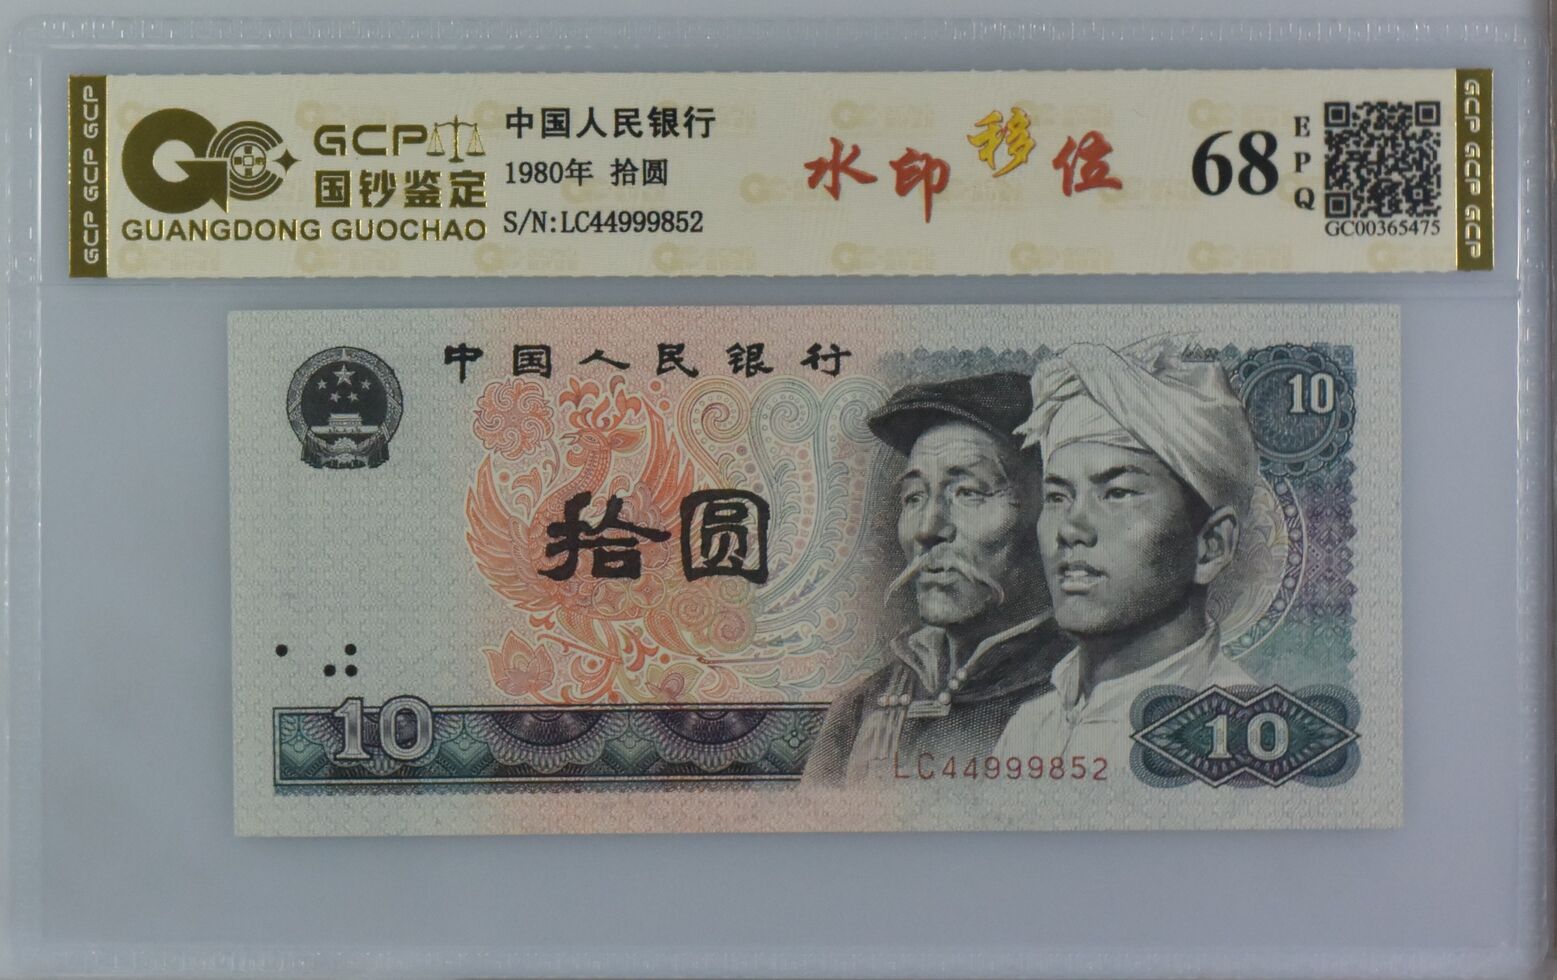 GCP GCP GCP
GCP
国钞鉴定
GUANGDONG GUOCHAO
中国人民银行
1980年 拾圆
S/N:LC44999852
水印移位
68
EPQ
GC00365475
GCP GCP GCP
中国人民银行
10
拾圆
10
10
LC44999852